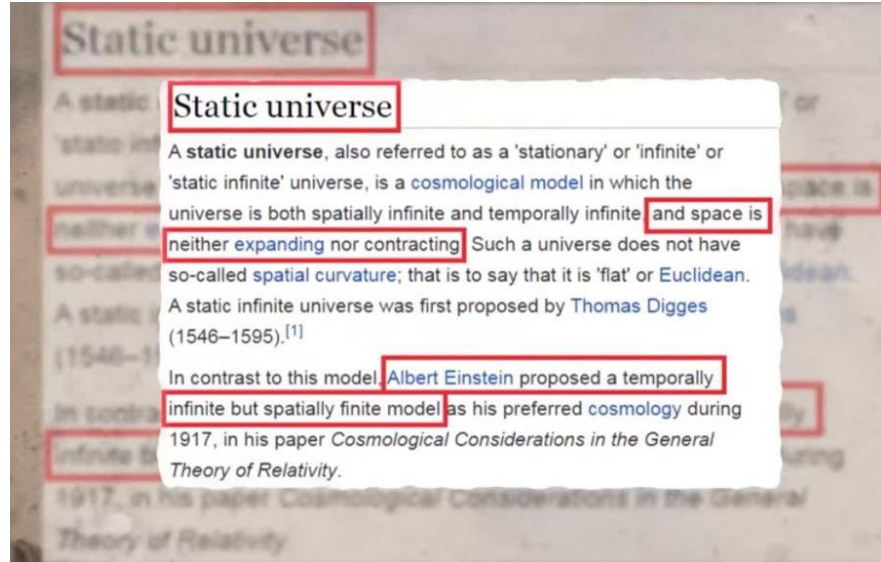 Static universe
A static universe, also referred to as a 'stationary' or 'infinite' or
'static infinite' universe, is a cosmological model in which the
universe is both spatially infinite and temporally infinite, and space is
neither expanding nor contracting. Such a universe does not have
so-called spatial curvature; that is to say that it is 'flat' or Euclidean.
A static infinite universe was first proposed by Thomas Digges
(1546–1595).[1]
In contrast to this model, Albert Einstein proposed a temporally
infinite but spatially finite model as his preferred cosmology during
1917, in his paper Cosmological Considerations in the General
Theory of Relativity.